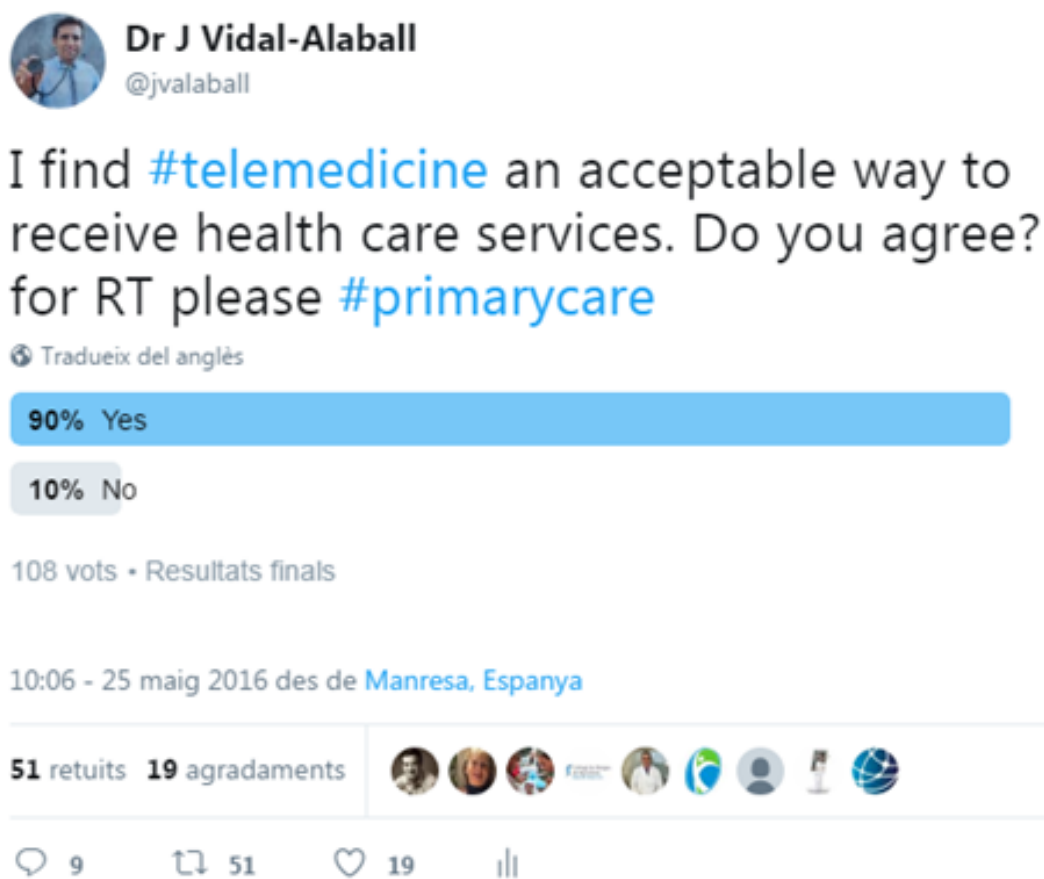 Dr J Vidal-Alaball
@jvalaball
I find #telemedicine an acceptable way to
receive health care services. Do you agree?
for RT please #primarycare
Tradueix del anglès
90% Yes
10% No
108 vots • Resultats finals
10:06 - 25 maig 2016 des de Manresa, Espanya
51 retuits 19 agradaments
9 51 19